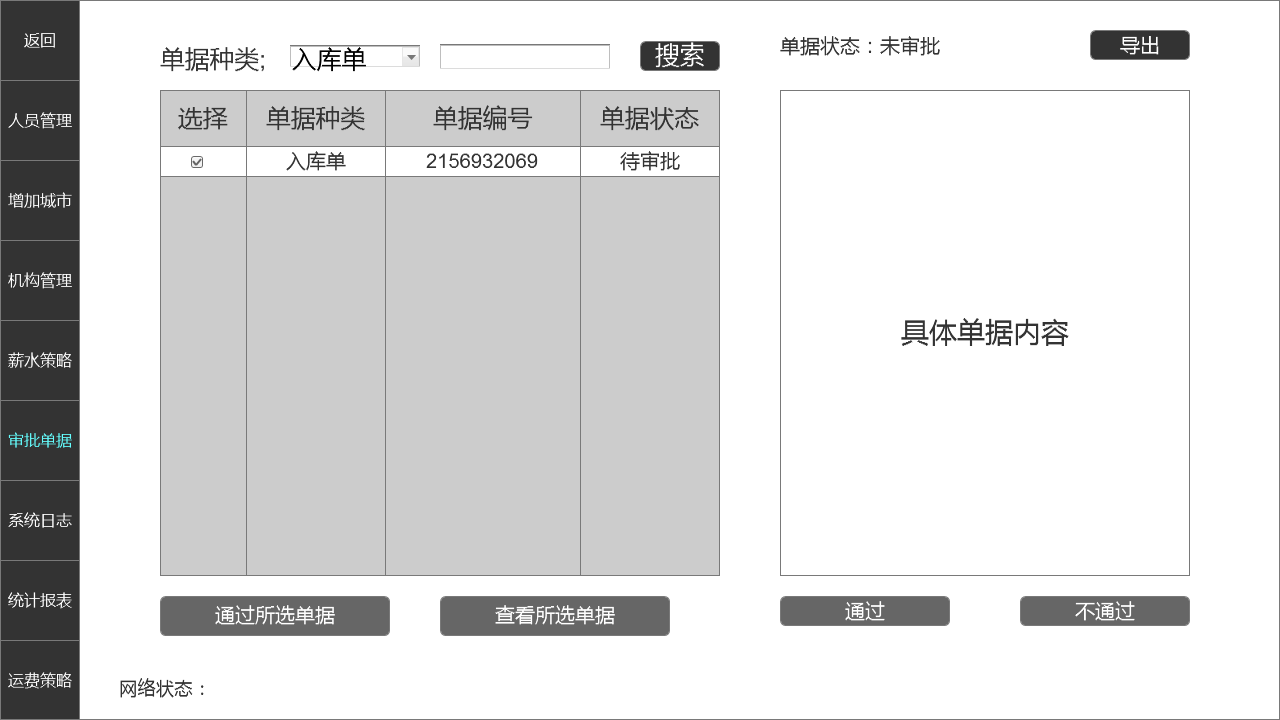 返回
人员管理
增加城市
机构管理
薪水策略
审批单据
系统日志
统计报表
运费策略
单据种类;
入库单
搜索
选择 单据种类 单据编号 单据状态
入库单 2156932069 待审批
通过所选单据
查看所选单据
网络状态：
单据状态：未审批
导出
具体单据内容
通过
不通过